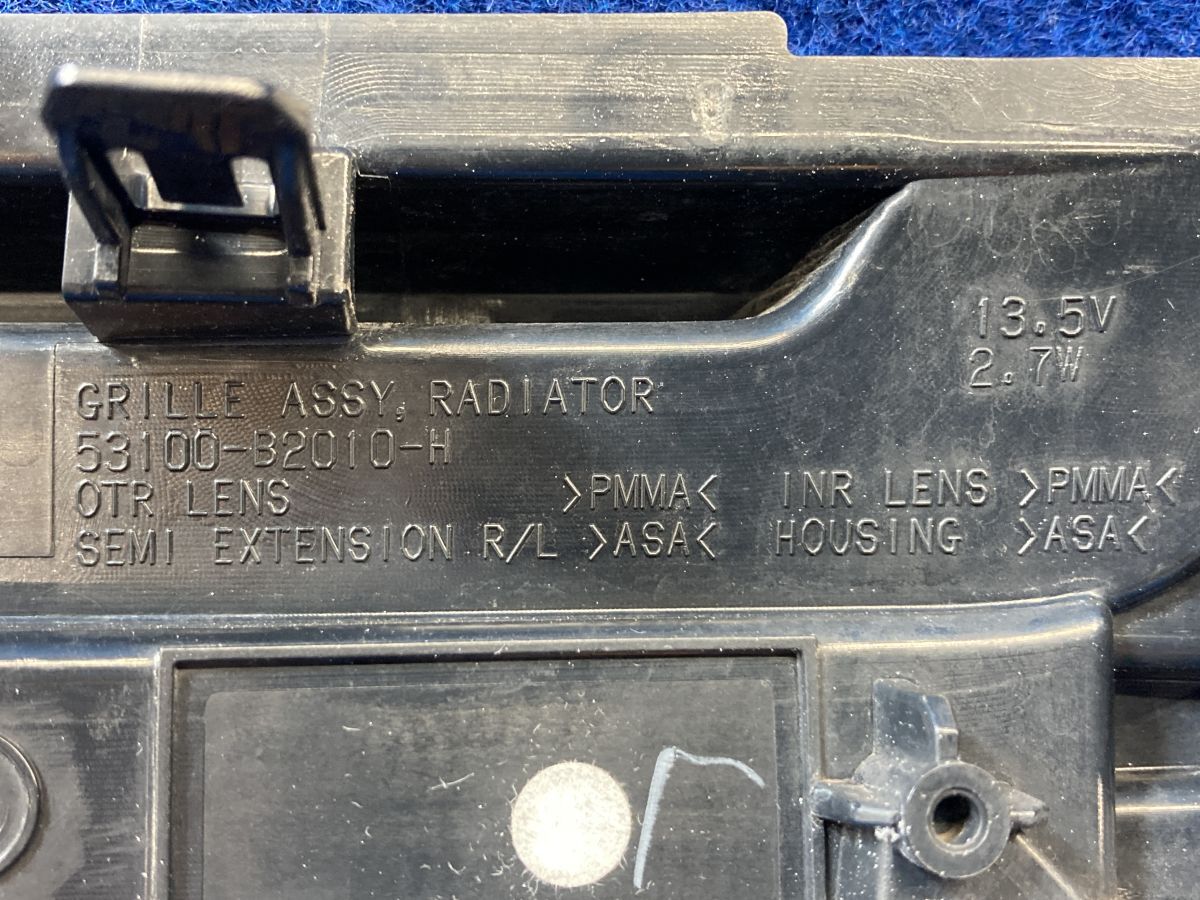 13.5V
2.7W
GRILLE ASSY, RADIATOR
53100-B2010-H
OTR LENS >PMMA< INR LENS >PMMA<
SEMI EXTENSION R/L >ASA< HOUSING >ASA<